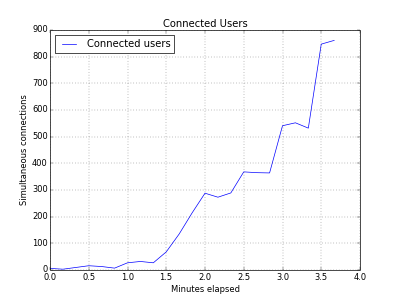 Connected Users
900
800
700
600
500
400
300
200
100
0
Simultaneous connections
Connected users
0.0 0.5 1.0 1.5 2.0 2.5 3.0 3.5 4.0
Minutes elapsed